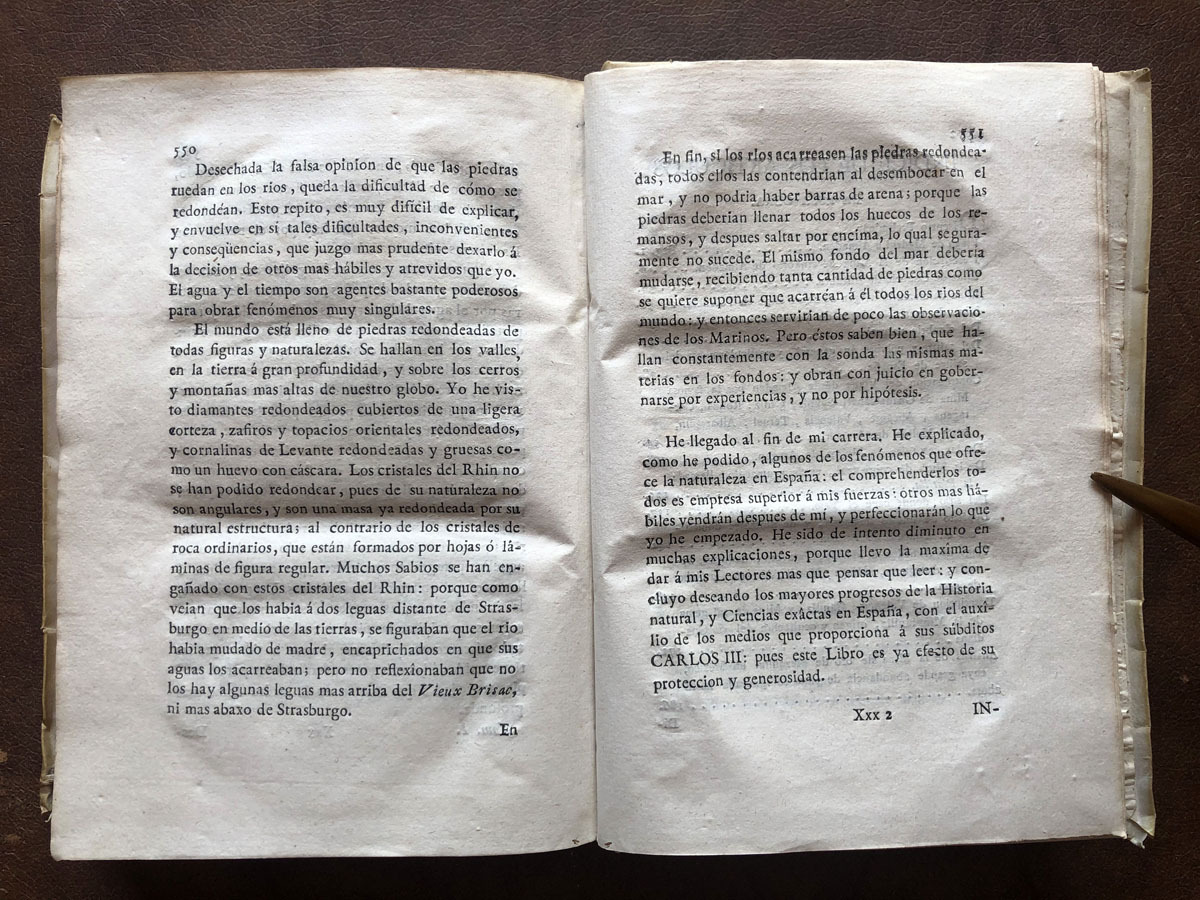 550
Desechada la falsa opinion de que las piedras
ruedan en los rios, queda la dificultad de cómo se
redondéan. Esto repito, es muy dificil de explicar,
y envuelve en sí tales dificultades, inconvenientes
y conseqüencias, que juzgo mas prudente dexarlo á
la decision de otros mas hábiles y atrevidos que yo.
El agua y el tiempo son agentes bastante poderosos
para obrar fenómenos muy singulares.
El mundo está lleno de piedras redondeadas de
todas figuras y naturalezas. Se hallan en los valles,
en la tierra á gran profundidad, y sobre los cerros
y montañas mas altas de nuestro globo. Yo he vis-
to diamantes redondeados cubiertos de una ligera
corteza, zafiros y topacios orientales redondeados,
y cornalinas de Levante redondeadas y gruesas co-
mo un huevo con cáscara. Los cristales del Rhin no
se han podido redondear, pues de su naturaleza no
son angulares, y son una masa ya redondeada por su
natural estructura; al contrario de los cristales de
roca ordinarios, que están formados por hojas ó lá-
minas de figura regular. Muchos Sabios se han en-
gañado con estos cristales del Rhin: porque como
veían que los habia á dos leguas distante de Stras-
burgo en medio de las tierras, se figuraban que el rio
habia mudado de madre, encaprichados en que sus
aguas los acarreaban; pero no reflexionaban que no
los hay algunas leguas mas arriba del Vieux Brisac,
ni mas abaxo de Strasburgo.
En
551
En fin, si los rios acarreasen las piedras redondea-
das, todos ellos las contendrian al desembocar en el
mar, y no podria haber barras de arena; porque las
piedras deberían llenar todos los huecos de los re-
mansos, y despues saltar por encima, lo qual segura-
mente no sucede. El mismo fondo del mar debería
mudarse, recibiendo tanta cantidad de piedras como
se quiere suponer que acarréan á él todos los rios del
mundo: y entonces servirian de poco las observacio-
nes de los Marinos. Pero éstos saben bien, que ha-
llan constantemente con la sonda las mismas ma-
terias en los fondos: y obran con juicio en gober-
narse por experiencias, y no por hipótesis.
He llegado al fin de mi carrera. He explicado,
como he podido, algunos de los fenómenos que ofre-
ce la naturaleza en España: el comprehenderlos to-
dos es empresa superior á mis fuerzas: otros mas há-
biles vendrán despues de mí, y perfeccionarán lo que
yo he empezado. He sido de intento diminuto en
muchas explicaciones, porque llevo la maxima de
dar á mis Lectores mas que pensar que leer: y con-
cluyo deseando los mayores progresos de la Historia
natural, y Ciencias exâctas en España, con el auxî-
lio de los medios que proporciona á sus súbditos
CARLOS III: pues este Libro es ya efecto de su
proteccion y generosidad.
Xxx 2
IN-